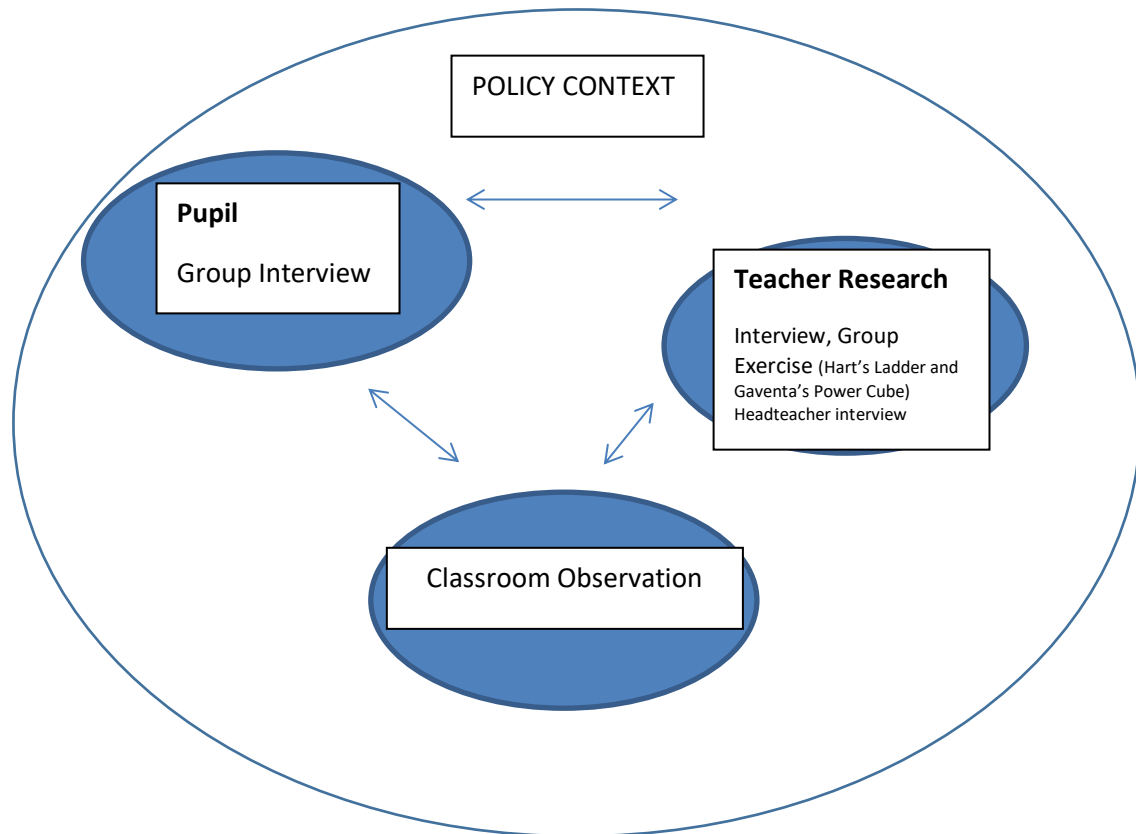 POLICY CONTEXT
Pupil
Group Interview
Teacher Research
Interview, Group
Exercise (Hart’s Ladder and
Gaventa’s Power Cube)
Headteacher interview
Classroom Observation